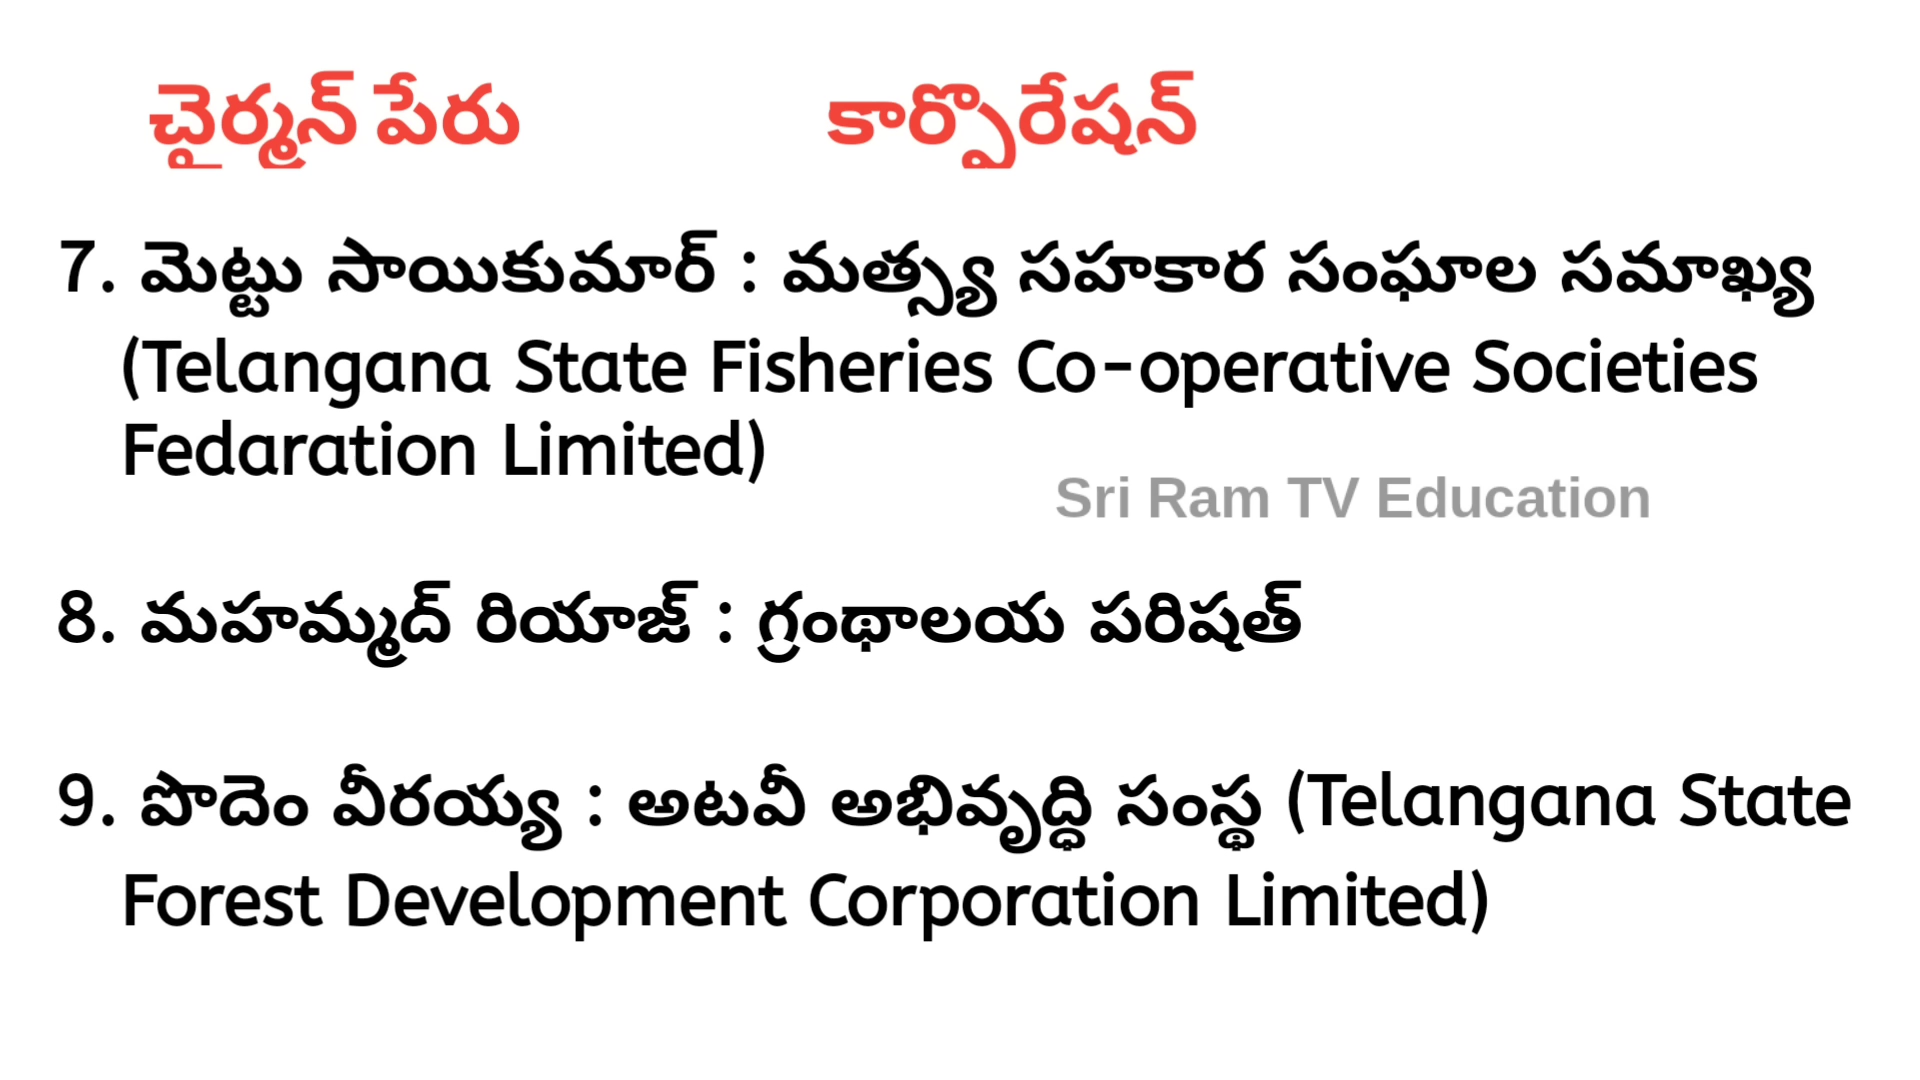 ఛైర్మన్ పేరు కార్పొరేషన్
7. మెట్టు సాయికుమార్ : మత్స్య సహకార సంఘాల సమాఖ్య
(Telangana State Fisheries Co-operative Societies
Fedaration Limited)
Sri Ram TV Education
8. మహమ్మద్ రియాజ్ : గ్రంథాలయ పరిషత్
9. పొదెం వీరయ్య : అటవీ అభివృద్ధి సంస్థ (Telangana State
Forest Development Corporation Limited)